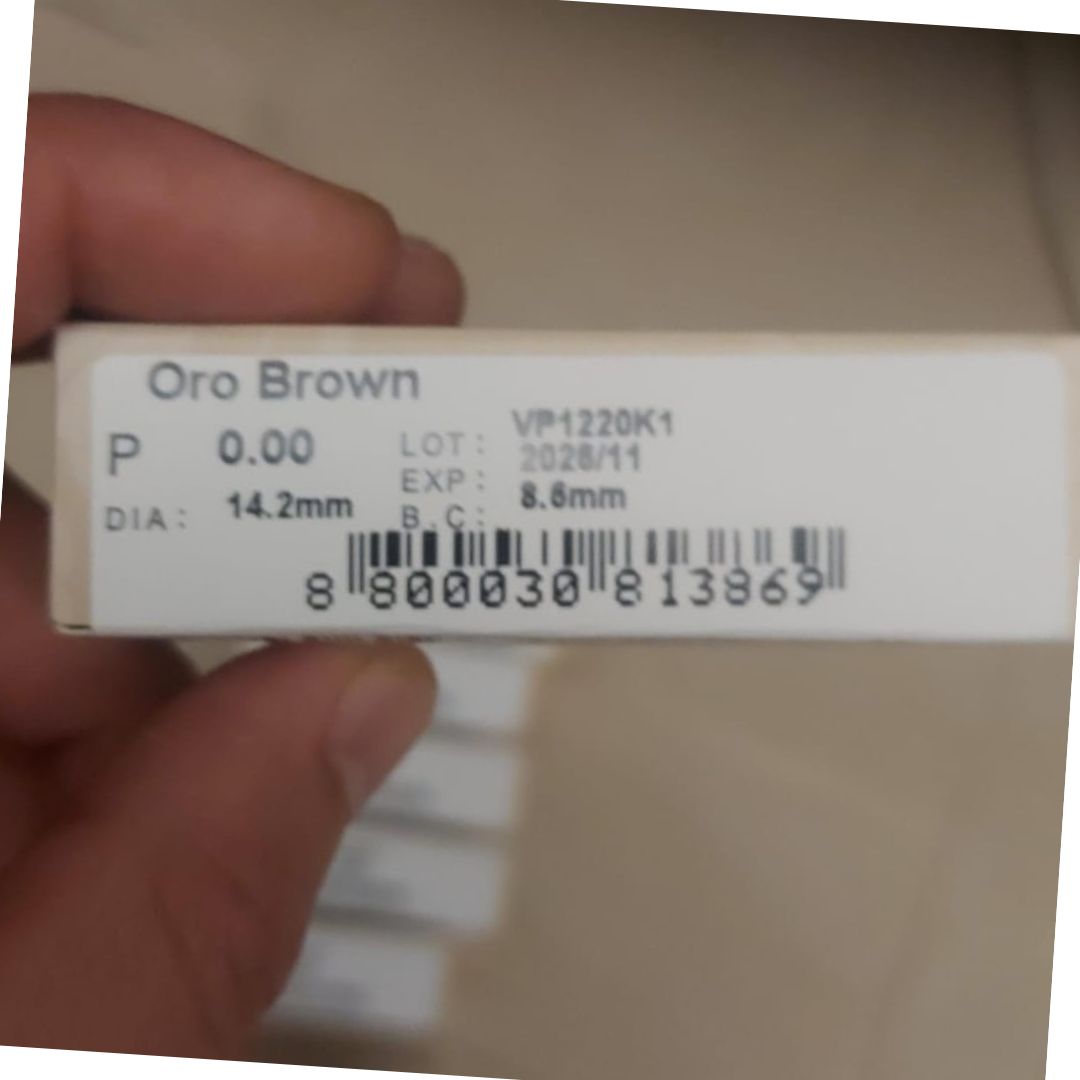 Oro Brown
P 0.00 LOT: VP1220K1
EXP: 2026/11
DIA: 14.2mm B.C: 8.6mm
8 800030 813869